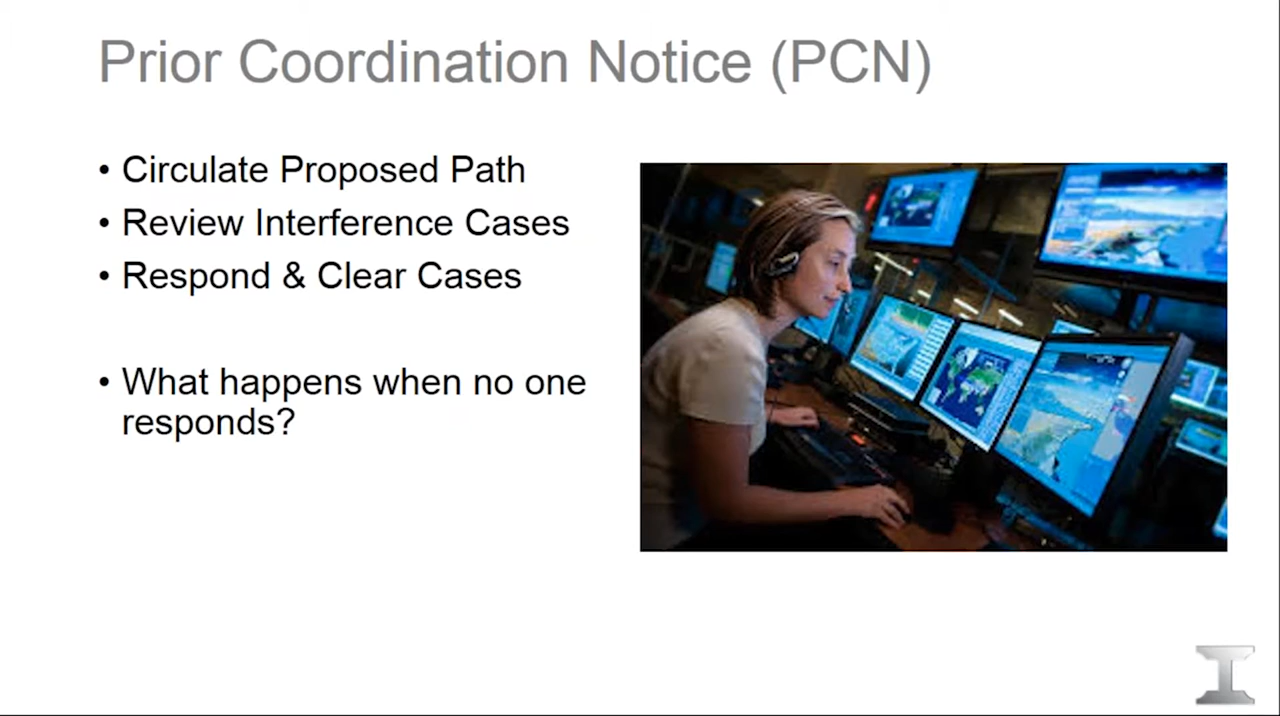 Prior Coordination Notice (PCN)
• Circulate Proposed Path
• Review Interference Cases
• Respond & Clear Cases
• What happens when no one
responds?